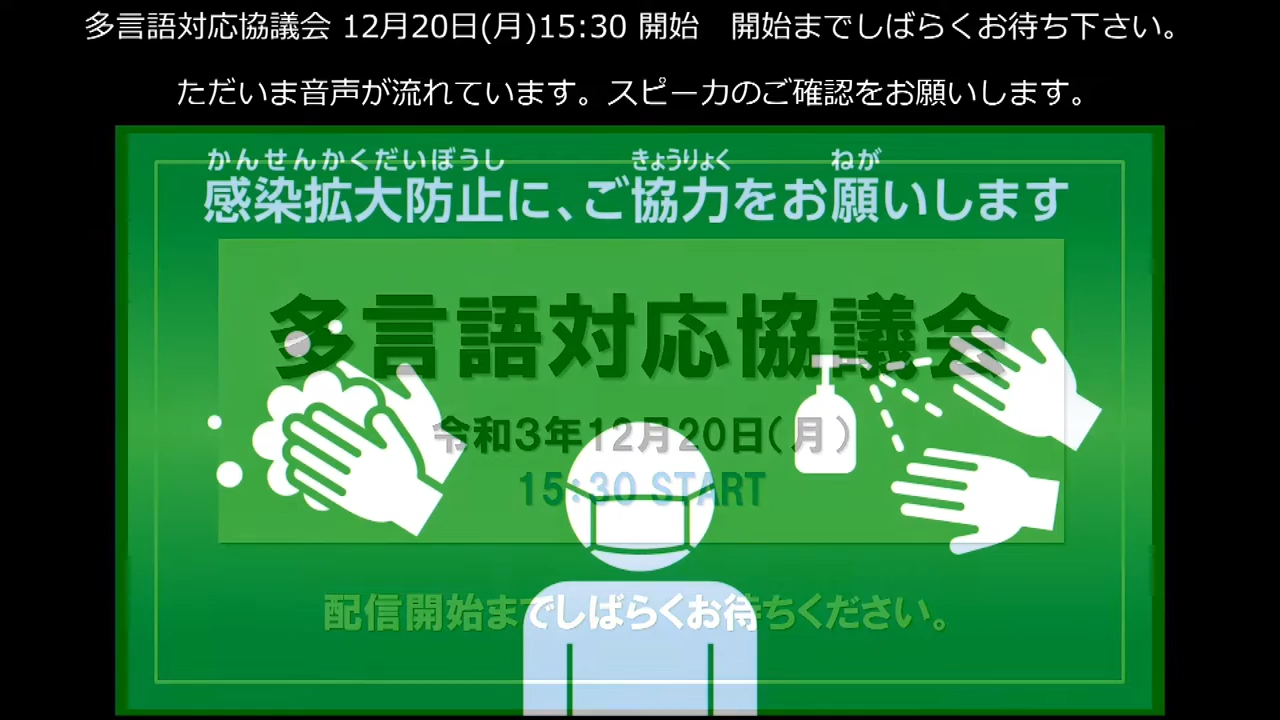 多言語対応協議会 12月20日(月)15:30 開始　開始までしばらくお待ち下さい。
ただいま音声が流れています。スピーカのご確認をお願いします。
かんせんかくだいぼうし きょうりょく ねが
感染拡大防止に、ご協力をお願いします
多言語対応協議会
令和3年12月20日(月)
15:30 START
配信開始までしばらくお待ちください。